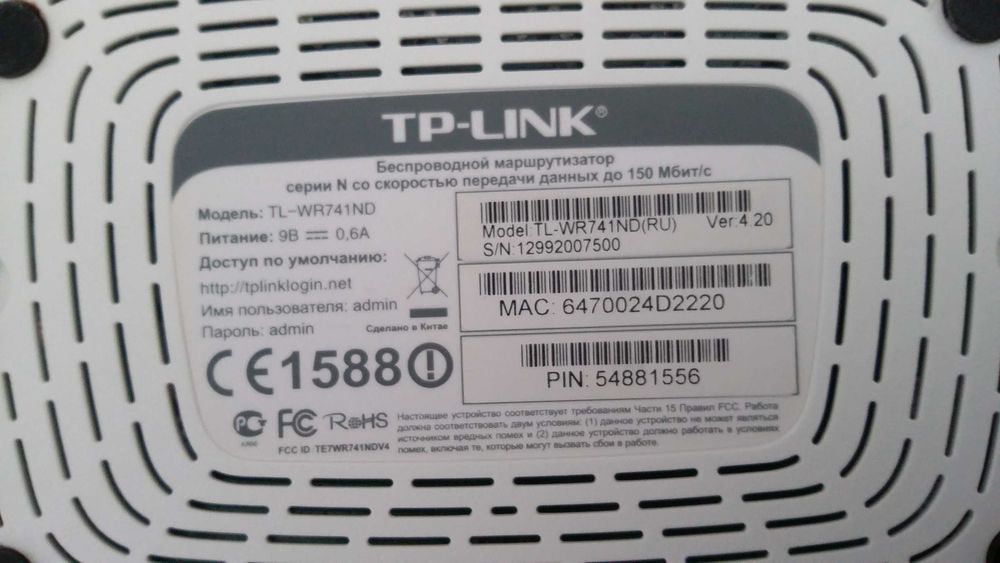 TP-LINK®
Беспроводной маршрутизатор
серии N со скоростью передачи данных до 150 Мбит/с
Модель: TL-WR741ND
Питание: 9В 0,6А
Доступ по умолчанию:
http://tplinklogin.net
Имя пользователя: admin
Пароль: admin
Сделано в Китае
Model:TL-WR741ND(RU) Ver:4.20
S/N:12992007500
MAC: 6470024D2220
PIN: 54881556
CE1588
FC RoHS
FCC ID: TE7WR741NDV4
Настоящее устройство соответствует требованиям Части 15 Правил FCC. Работа
должна соответствовать двум условиям: (1) данное устройство не может являться
источником вредных помех и (2) данное устройство должно работать в условиях
помех, включая те, которые могут вызвать сбои в работе.